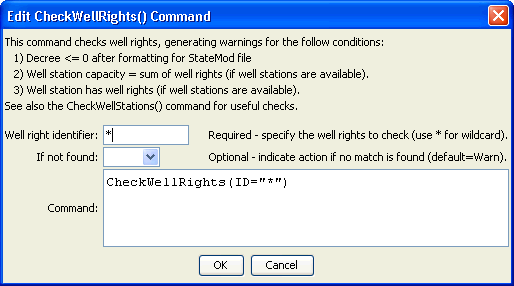 Edit CheckWellRights() Command
This command checks well rights, generating warnings for the follow conditions:
1) Decree <= 0 after formatting for StateMod file
2) Well station capacity = sum of well rights (if well stations are available).
3) Well station has well rights (if well stations are available).
See also the CheckWellStations() command for useful checks.
Well right identifier: * Required - specify the well rights to check (use * for wildcard).
If not found: Optional - indicate action if no match is found (default=Warn).
CheckWellRights(ID="*")
Command:
OK Cancel